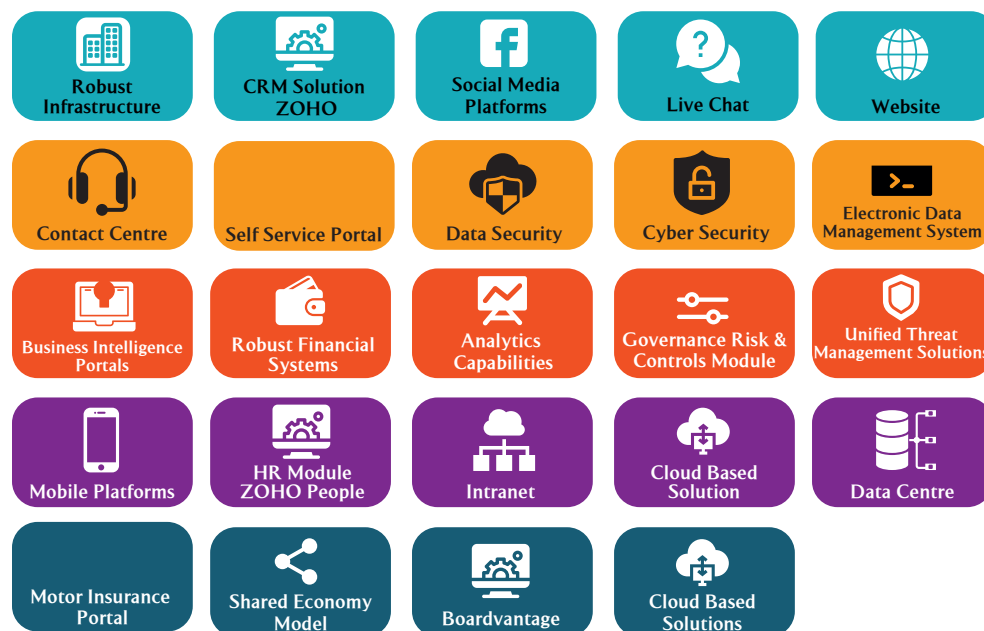 Robust
Infrastructure
CRM Solution
ZOHO
Social Media
Platforms
Live Chat
Website
Contact Centre
Self Service Portal
Data Security
Cyber Security
Electronic Data
Management System
Business Intelligence
Portals
Robust Financial
Systems
Analytics
Capabilities
Governance Risk &
Controls Module
Unified Threat
Management Solutions
Mobile Platforms
HR Module
ZOHO People
Intranet
Cloud Based
Solution
Data Centre
Motor Insurance
Portal
Shared Economy
Model
Boardvantage
Cloud Based
Solutions